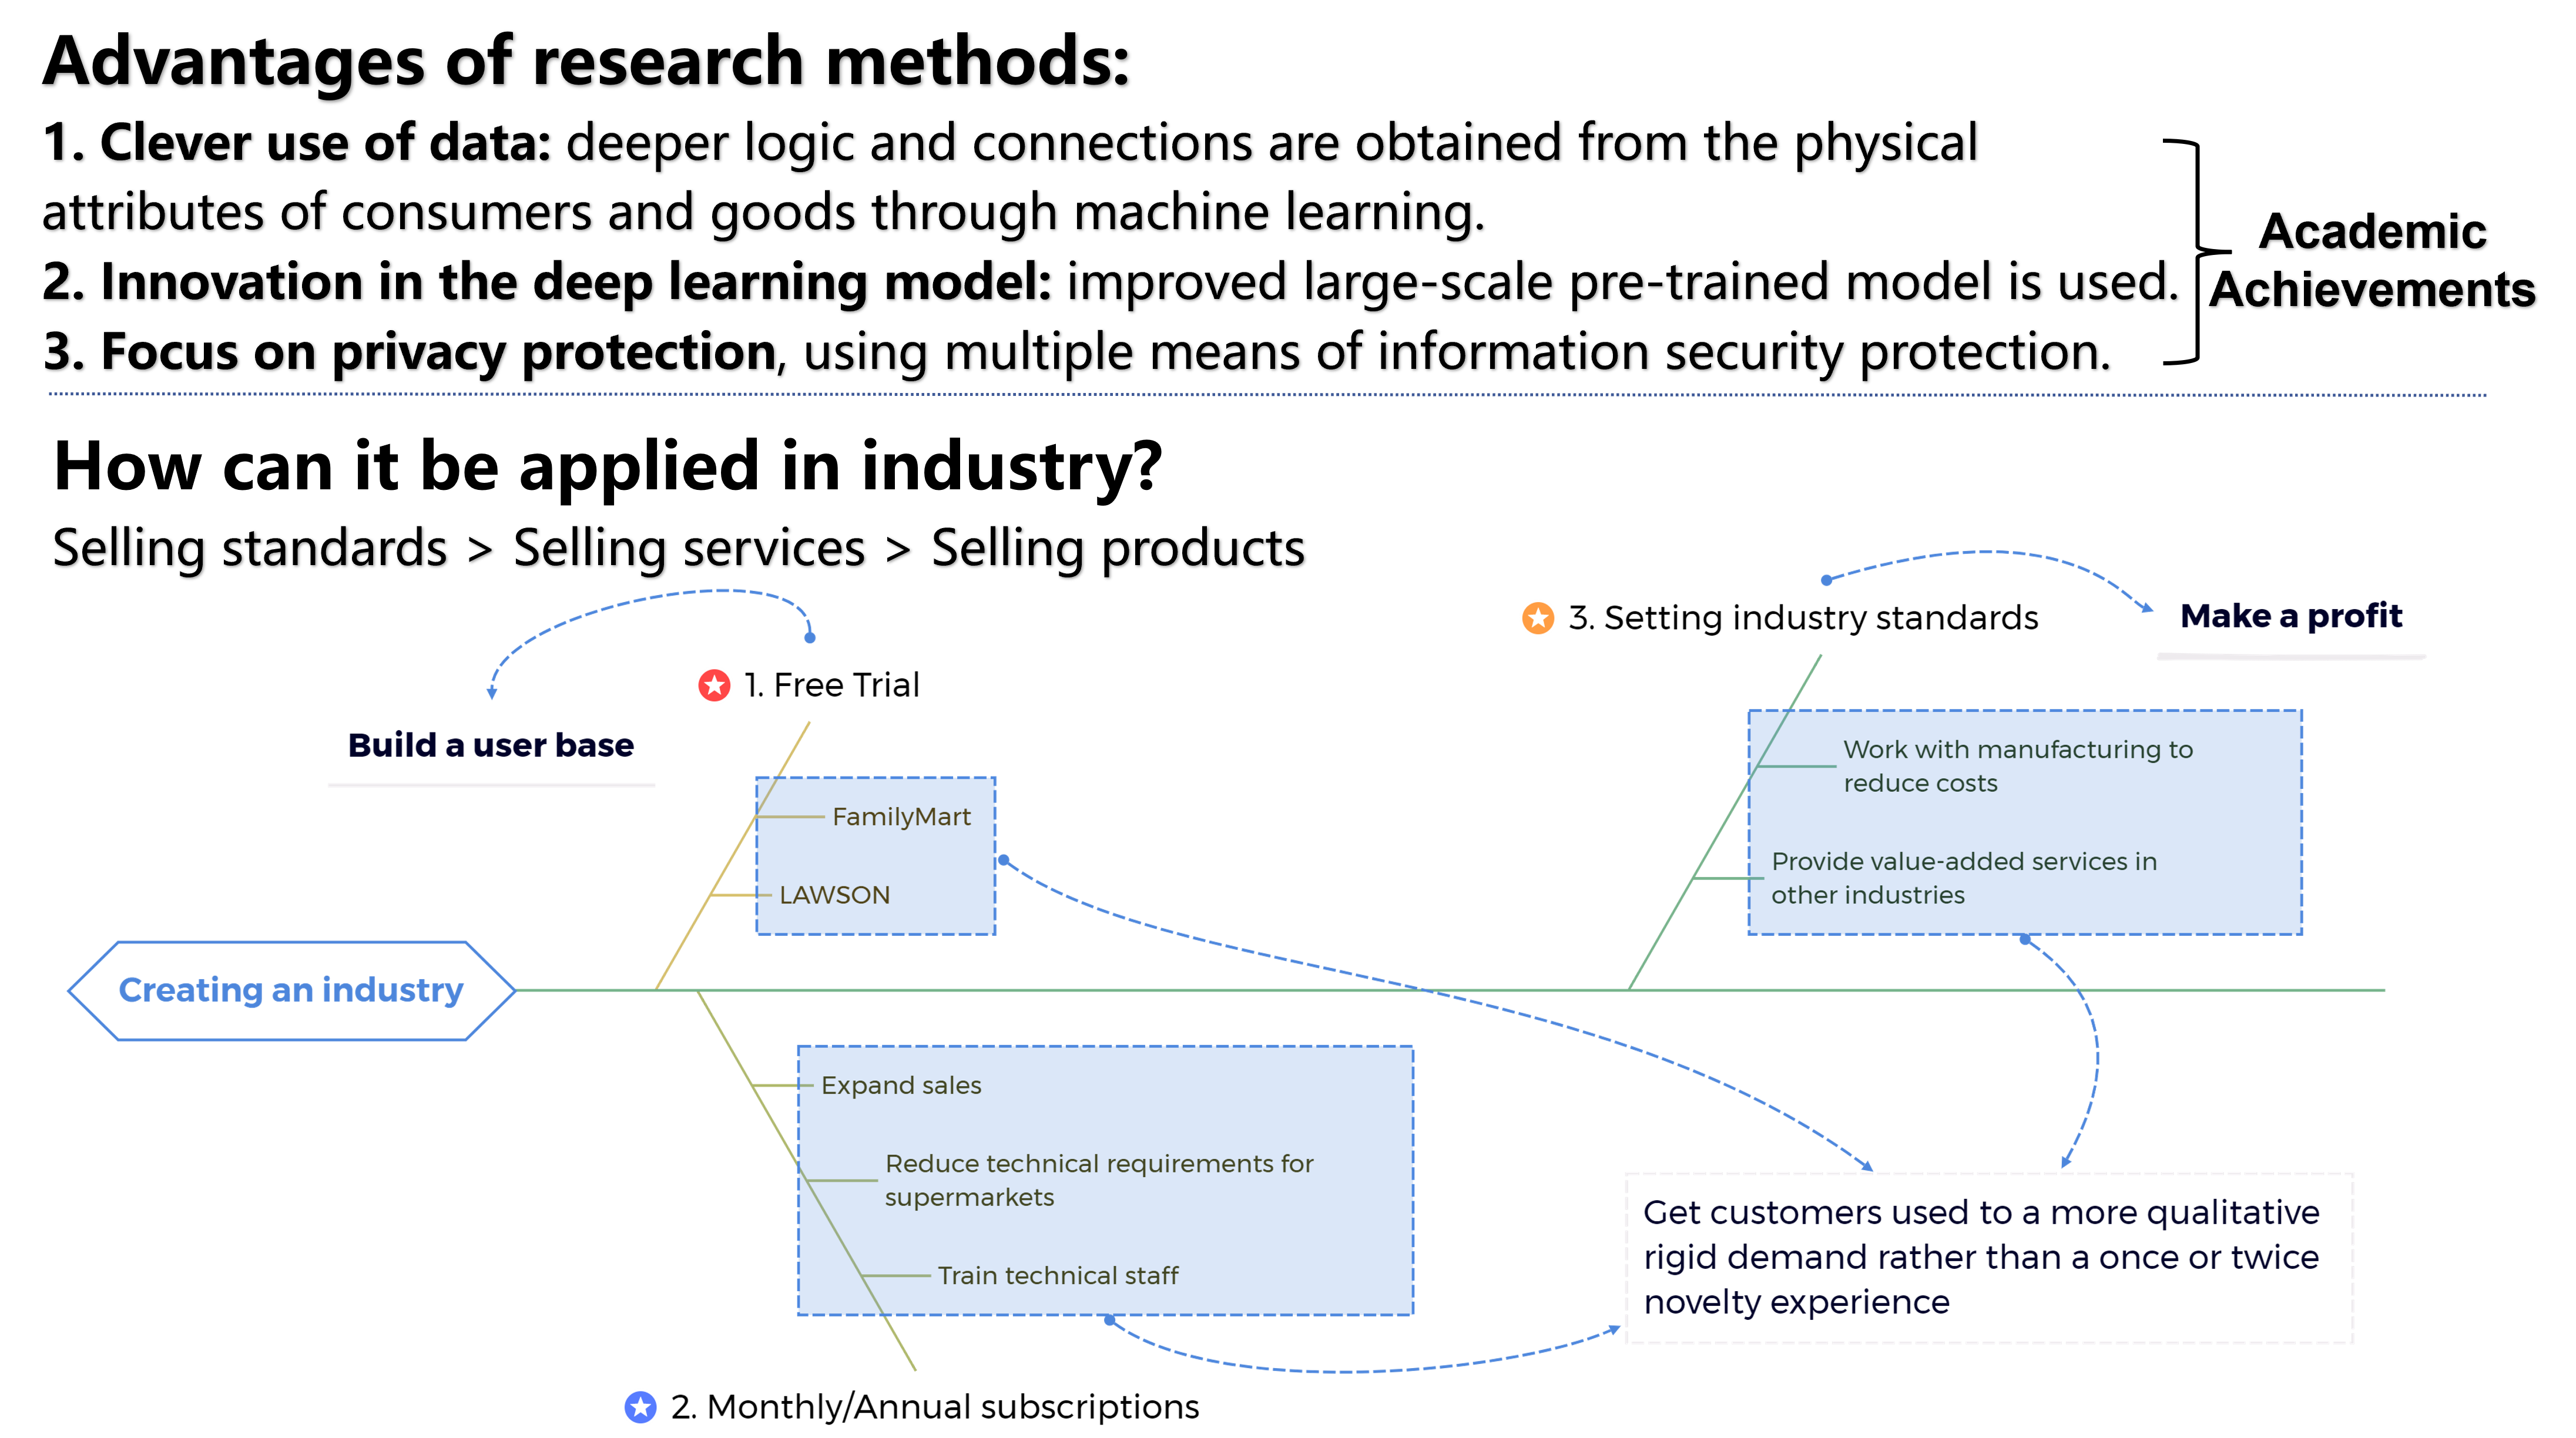 Advantages of research methods:
1. Clever use of data: deeper logic and connections are obtained from the physical
attributes of consumers and goods through machine learning.
2. Innovation in the deep learning model: improved large-scale pre-trained model is used.
3. Focus on privacy protection, using multiple means of information security protection.
Academic
Achievements
How can it be applied in industry?
Selling standards > Selling services > Selling products
1. Free Trial
Build a user base
FamilyMart
LAWSON
3. Setting industry standards
Make a profit
Work with manufacturing to
reduce costs
Provide value-added services in
other industries
Creating an industry
Expand sales
Reduce technical requirements for
supermarkets
Train technical staff
2. Monthly/Annual subscriptions
Get customers used to a more qualitative
rigid demand rather than a once or twice
novelty experience